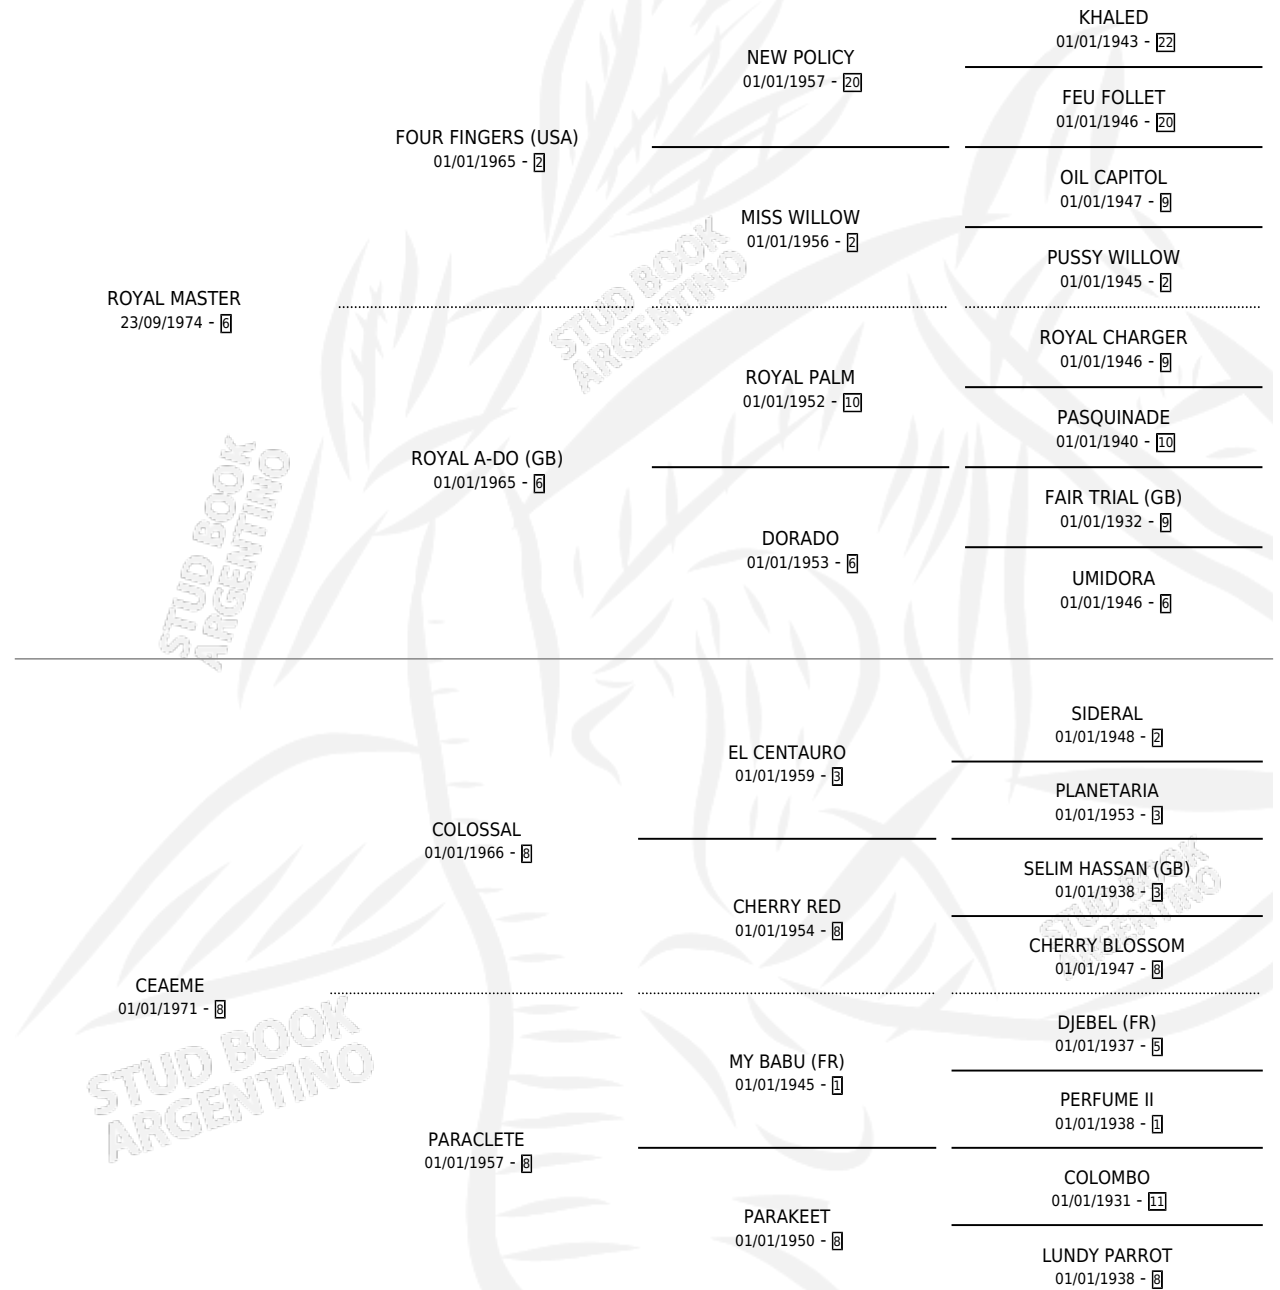 KHALED
01/01/1943 - 22
NEW POLICY
01/01/1957 - 20
FEU FOLLET
01/01/1946 - 20
FOUR FINGERS (USA)
01/01/1965 - 2
OIL CAPITOL
01/01/1947 - 9
MISS WILLOW
01/01/1956 - 2
PUSSY WILLOW
01/01/1945 - 2
ROYAL MASTER
23/09/1974 - 6
STUD BOOK
ARGENTINO
ROYAL CHARGER
01/01/1946 - 9
ROYAL PALM
01/01/1952 - 10
PASQUINADE
01/01/1940 - 10
ROYAL A-DO (GB)
01/01/1965 - 6
FAIR TRIAL (GB)
01/01/1932 - 9
DORADO
01/01/1953 - 6
UMIDORA
01/01/1946 - 6
STUD BOOK
ARGENTINO
SIDERAL
01/01/1948 - 2
EL CENTAURO
01/01/1959 - 3
PLANETARIA
01/01/1953 - 3
COLOSSAL
01/01/1966 - 8
SELIM HASSAN (GB)
01/01/1938 - 3
CHERRY RED
01/01/1954 - 8
STUD BOOK
ARGENTINO
CHERRY BLOSSOM
01/01/1947 - 8
CEAEME
01/01/1971 - 8
DJEBEL (FR)
01/01/1937 - 5
MY BABU (FR)
01/01/1945 - 1
STUD BOOK
ARGENTINO
PERFUME II
01/01/1938 - 1
PARACLETE
01/01/1957 - 8
COLOMBO
01/01/1931 - 11
PARAKEET
01/01/1950 - 8
LUNDY PARROT
01/01/1938 - 8